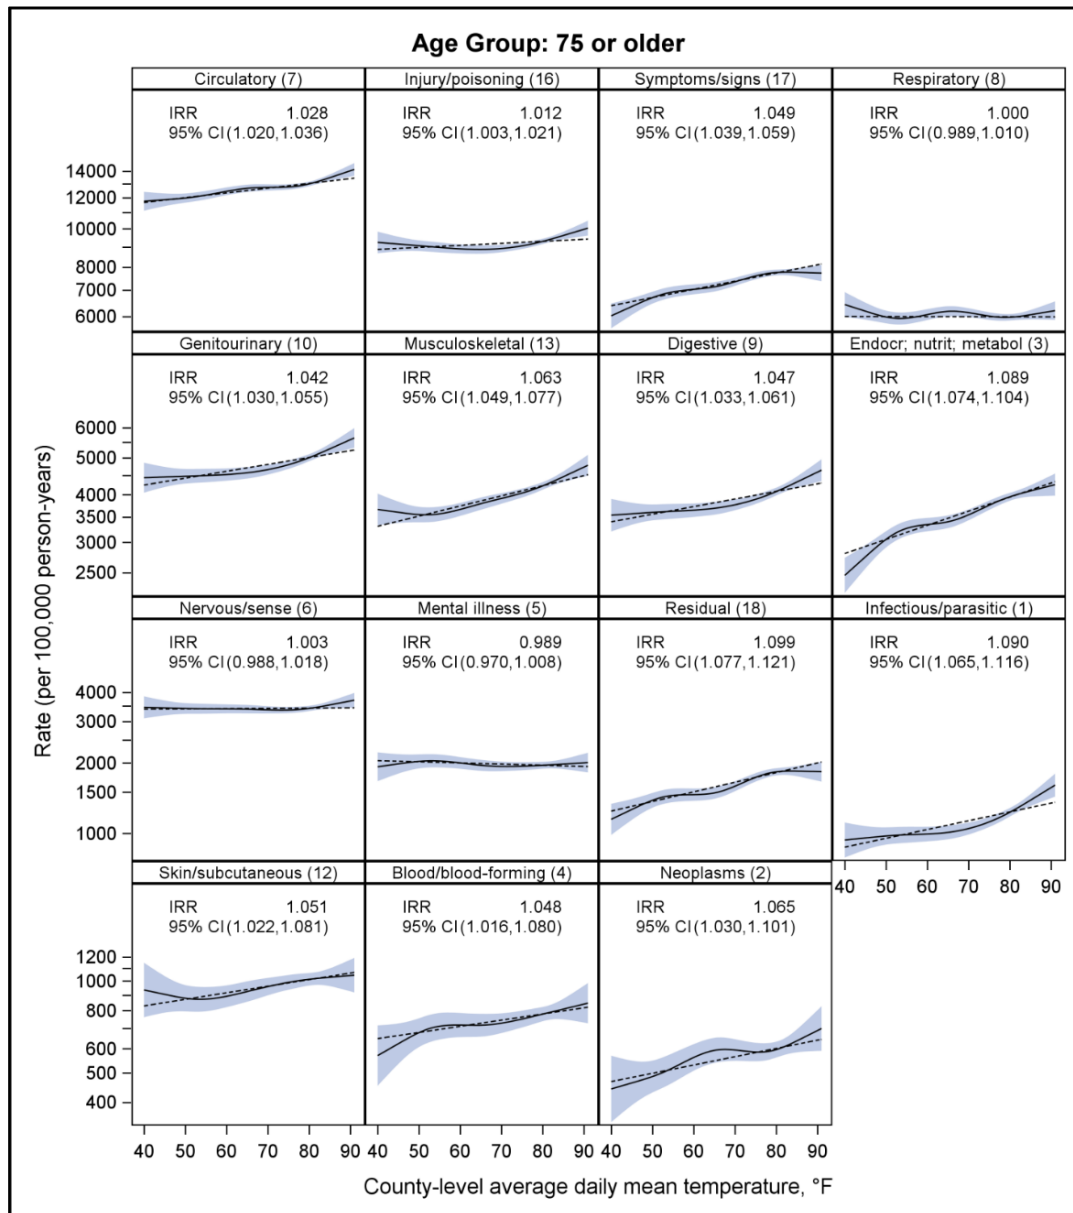 Age Group: 75 or older
Circulatory (7)
Injury/poisoning (16)
Symptoms/signs (17)
Respiratory (8)
IRR 1.028
95% CI(1.020,1.036)
IRR 1.012
95% CI(1.003,1.021)
IRR 1.049
95% CI(1.039,1.059)
IRR 1.000
95% CI(0.989,1.010)
14000
12000
10000
8000
7000
6000
Genitourinary (10)
Musculoskeletal (13)
Digestive (9)
Endocr; nutrit; metabol (3)
IRR 1.042
95% CI(1.030,1.055)
IRR 1.063
95% CI(1.049,1.077)
IRR 1.047
95% CI(1.033,1.061)
IRR 1.089
95% CI(1.074,1.104)
6000
5000
4000
3500
3000
2500
Rate (per 100,000 person-years)
Nervous/sense (6)
Mental illness (5)
Residual (18)
Infectious/parasitic (1)
IRR 1.003
95% CI(0.988,1.018)
IRR 0.989
95% CI(0.970,1.008)
IRR 1.099
95% CI(1.077,1.121)
IRR 1.090
95% CI(1.065,1.116)
4000
3000
2000
1500
1000
Skin/subcutaneous (12)
Blood/blood-forming (4)
Neoplasms (2)
40 50 60 70 80 90
IRR 1.051
95% CI(1.022,1.081)
IRR 1.048
95% CI(1.016,1.080)
IRR 1.065
95% CI(1.030,1.101)
1200
1000
800
600
500
400
40 50 60 70 80 90
40 50 60 70 80 90
40 50 60 70 80 90
County-level average daily mean temperature, °F